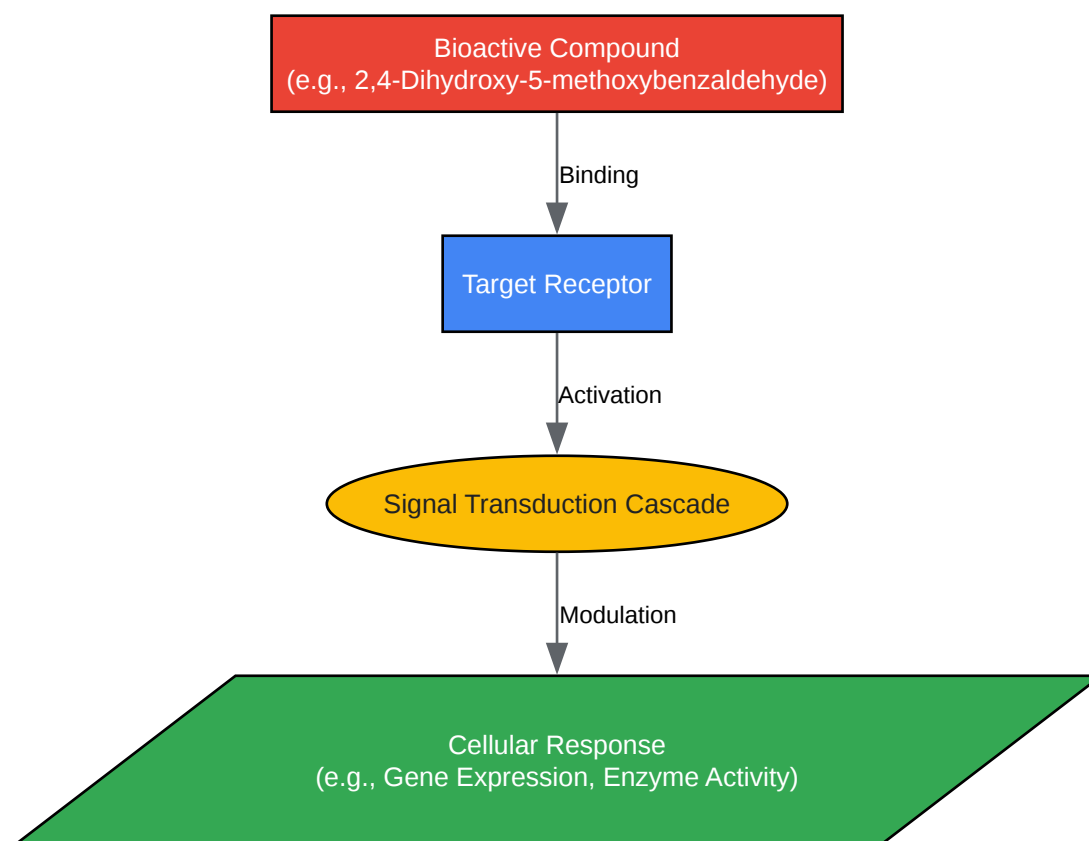 Bioactive Compound
(e.g., 2,4-Dihydroxy-5-methoxybenzaldehyde)
Binding
Target Receptor
Activation
Signal Transduction Cascade
Modulation
Cellular Response
(e.g., Gene Expression, Enzyme Activity)